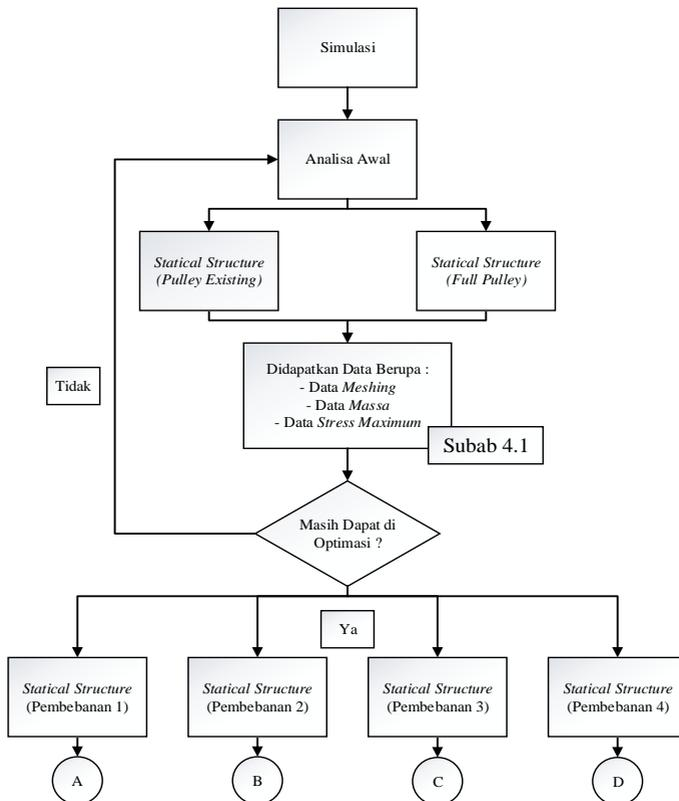 Simulasi
Analisa Awal
Statical Structure
(Pulley Existing)
Statical Structure
(Full Pulley)
Didapatkan Data Berupa :
- Data Meshing
- Data Massa
- Data Stress Maximum
Subab 4.1
Tidak
Masih Dapat di
Optimasi ?
Ya
Statical Structure
(Pembebanan 1)
Statical Structure
(Pembebanan 2)
Statical Structure
(Pembebanan 3)
Statical Structure
(Pembebanan 4)
A
B
C
D